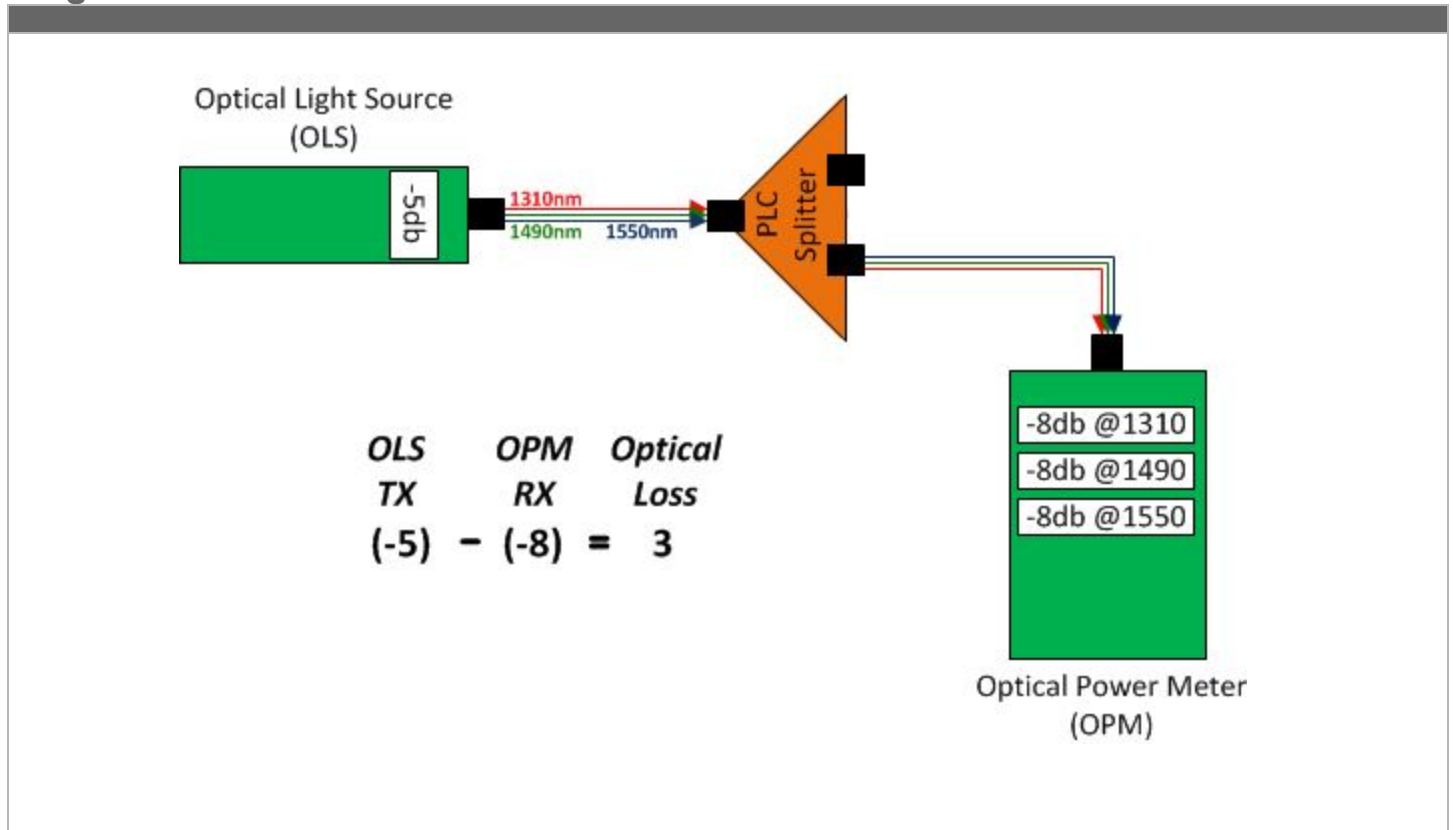 Optical Light Source
(OLS)
-5db
1310nm
1490nm 1550nm
PLC
Splitter
OLS OPM Optical
TX RX Loss
(-5) - (-8) = 3
-8db @1310
-8db @1490
-8db @1550
Optical Power Meter
(OPM)